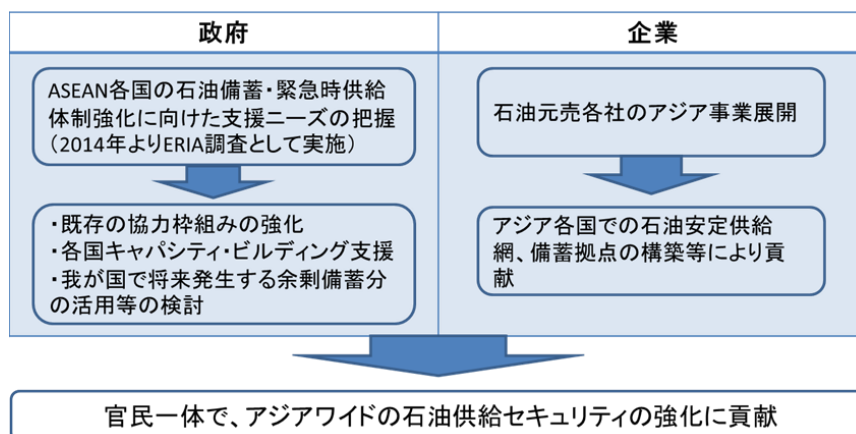 政府
ASEAN各国の石油備蓄・緊急時供給
体制強化に向けた支援ニーズの把握
(2014年よりERIA調査として実施)
・既存の協力枠組みの強化
・各国キャパシティ・ビルディング支援
・我が国で将来発生する余剰備蓄分
の活用等の検討
企業
石油元売各社のアジア事業展開
アジア各国での石油安定供給
網、備蓄拠点の構築等により貢
献
官民一体で、アジアワイドの石油供給セキュリティの強化に貢献